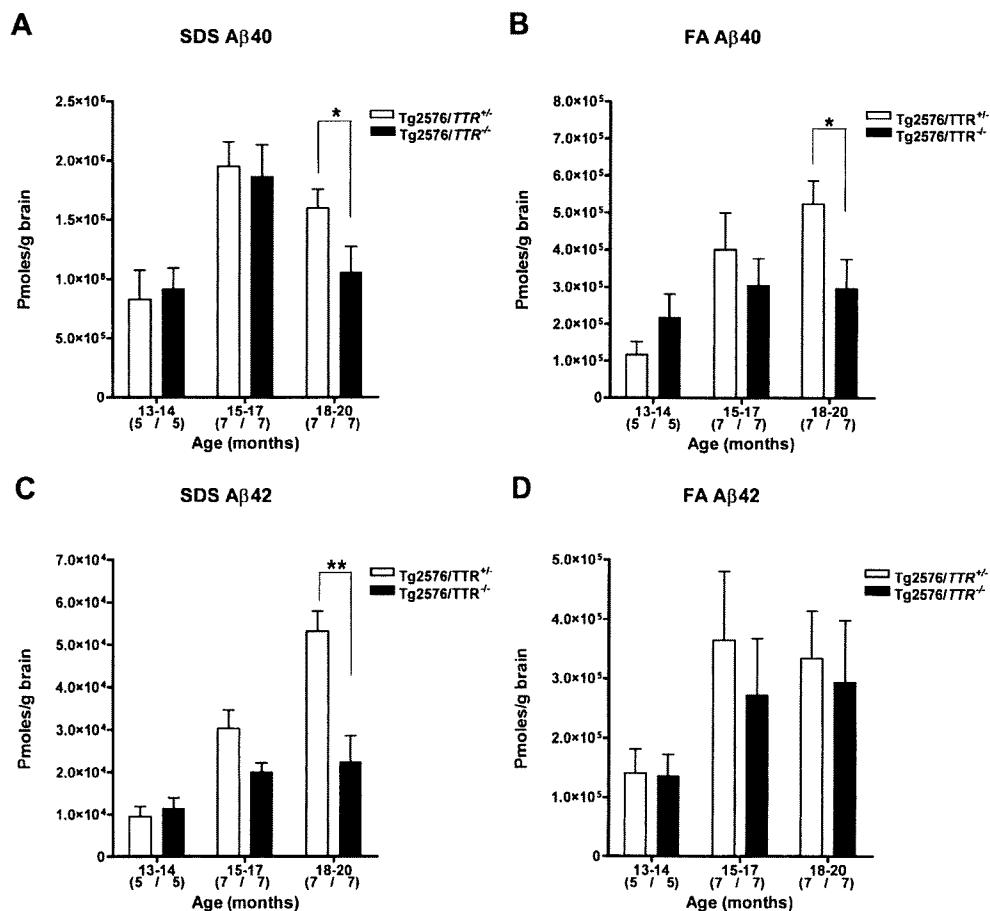 A
SDS Aβ40
2.5×10⁶
2.0×10⁶
1.5×10⁶
1.0×10⁶
5.0×10⁵
0
Pmoles/g brain
*
Tg2576/TTR⁺/⁻
Tg2576/TTR⁻/⁻
13-14
15-17
18-20
(5 / 5)
(7 / 7)
(7 / 7)
Age (months)
B
FA Aβ40
8.0×10⁵
7.0×10⁵
6.0×10⁵
5.0×10⁵
4.0×10⁵
3.0×10⁵
2.0×10⁵
1.0×10⁵
0
Pmoles/g brain
*
Tg2576/TTR⁺/⁻
Tg2576/TTR⁻/⁻
13-14
15-17
18-20
(5 / 5)
(7 / 7)
(7 / 7)
Age (months)
C
SDS Aβ42
7.0×10⁴
6.0×10⁴
5.0×10⁴
4.0×10⁴
3.0×10⁴
2.0×10⁴
1.0×10⁴
0
Pmoles/g brain
**
Tg2576/TTR⁺/⁻
Tg2576/TTR⁻/⁻
13-14
15-17
18-20
(5 / 5)
(7 / 7)
(7 / 7)
Age (months)
D
FA Aβ42
5.0×10⁵
4.0×10⁵
3.0×10⁵
2.0×10⁵
1.0×10⁵
0
Pmoles/g brain
Tg2576/TTR⁺/⁻
Tg2576/TTR⁻/⁻
13-14
15-17
18-20
(5 / 5)
(7 / 7)
(7 / 7)
Age (months)